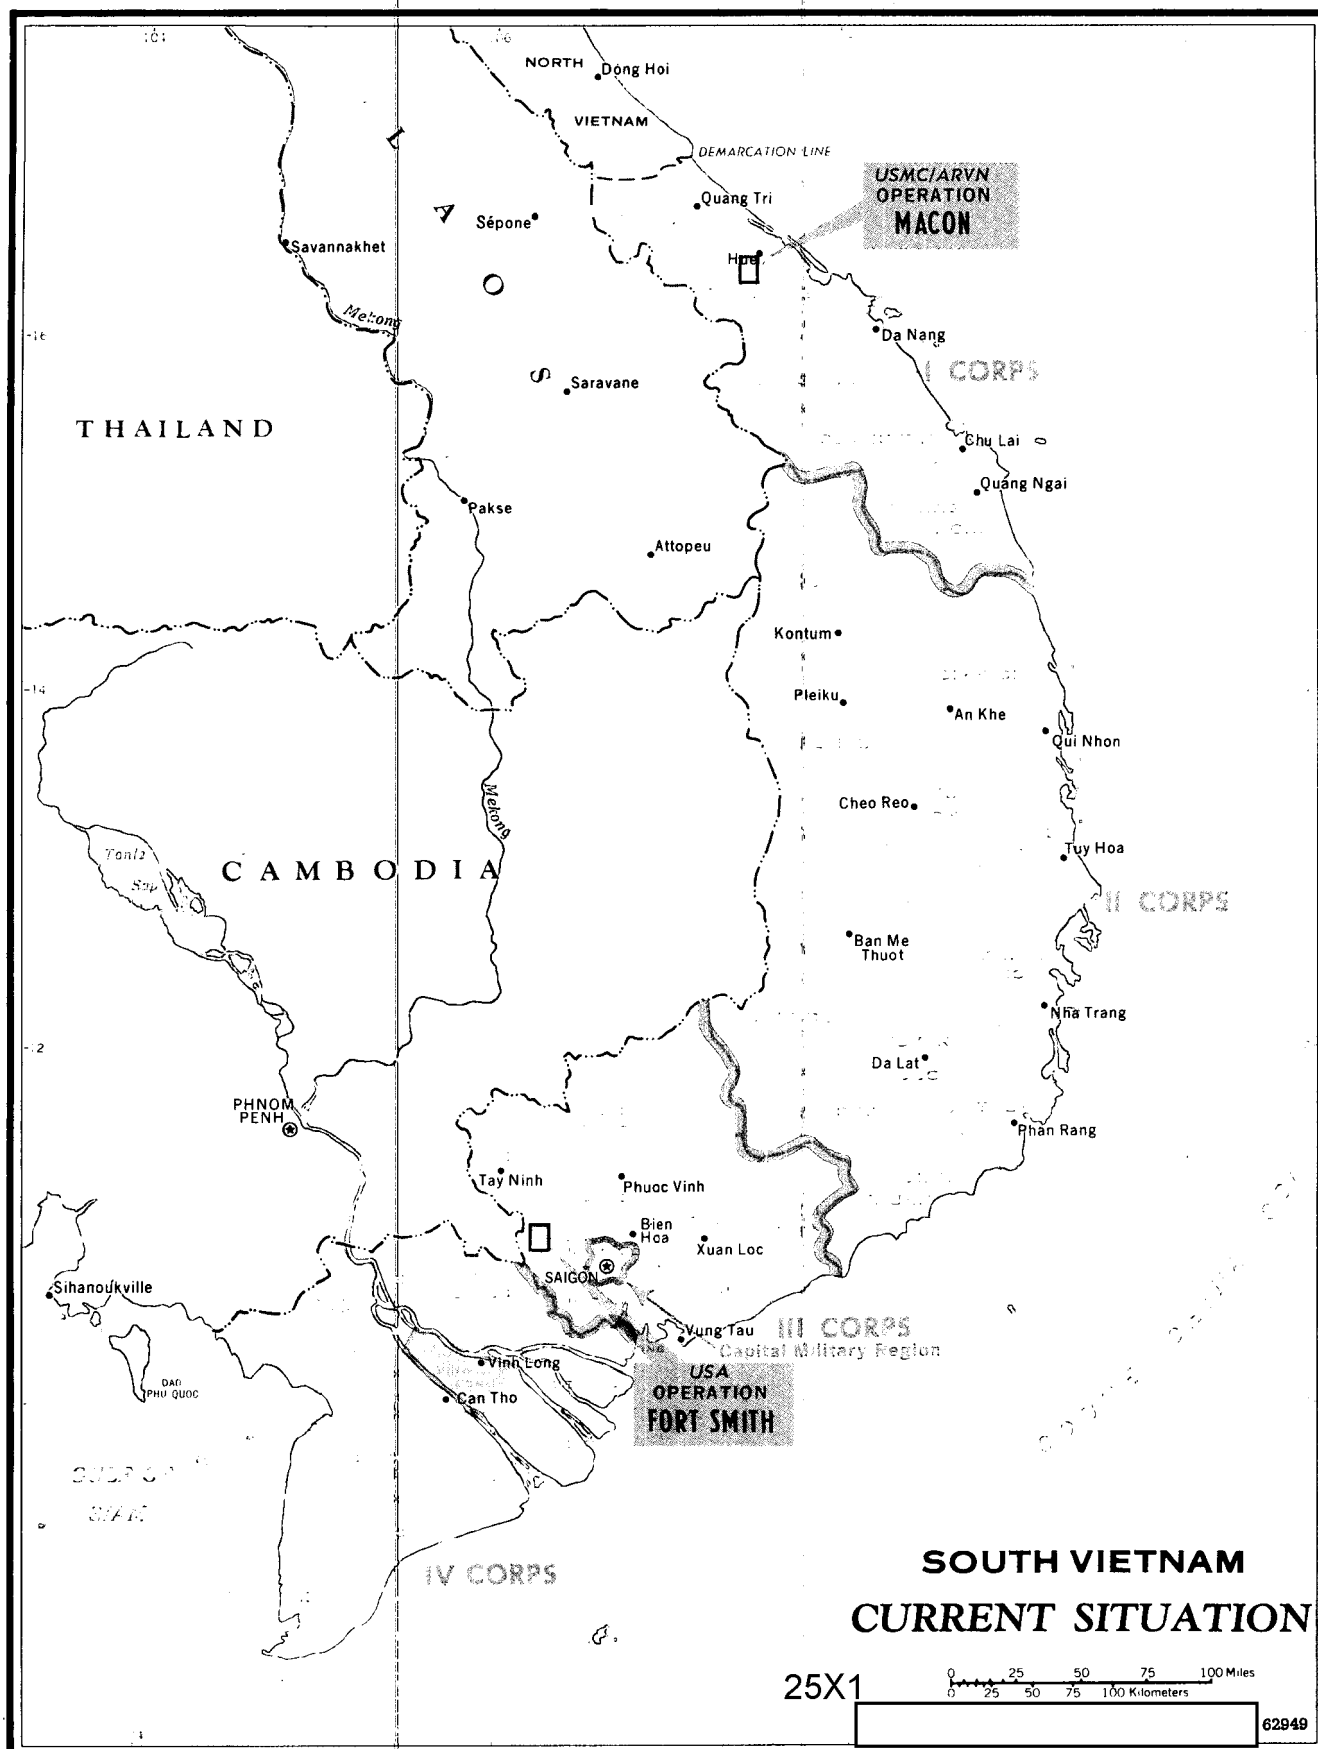 NORTH
VIETNAM
Dong Hoi
DEMARCATION LINE
USMC/ARVN
OPERATION
MACON
L
A
O
S
Quang Tri
Sépone
Savannakhet
Hue
Mekong
16
Da Nang
I CORPS
Saravane
THAILAND
Chu Lai
Quang Ngai
Pakse
Attopeu
Kontum
14
Pleiku
An Khe
Qui Nhon
Mekong
Cheo Reo
Tuy Hoa
CAMBODIA
II CORPS
Ban Me
Thuot
Nha Trang
12
Da Lat
PHNOM
PENH
Phan Rang
Tay Ninh
Phuoc Vinh
Bien
Hoa
Xuan Loc
SAIGON
Sihanoukville
Vung Tau
III CORPS
Capital Military Region
Vinh Long
Can Tho
DAO
PHU QUOC
USA
OPERATION
FORT SMITH
IV CORPS
SOUTH VIETNAM
CURRENT SITUATION
25X1
0 25 50 75 100 Miles
0 25 50 75 100 Kilometers
62949